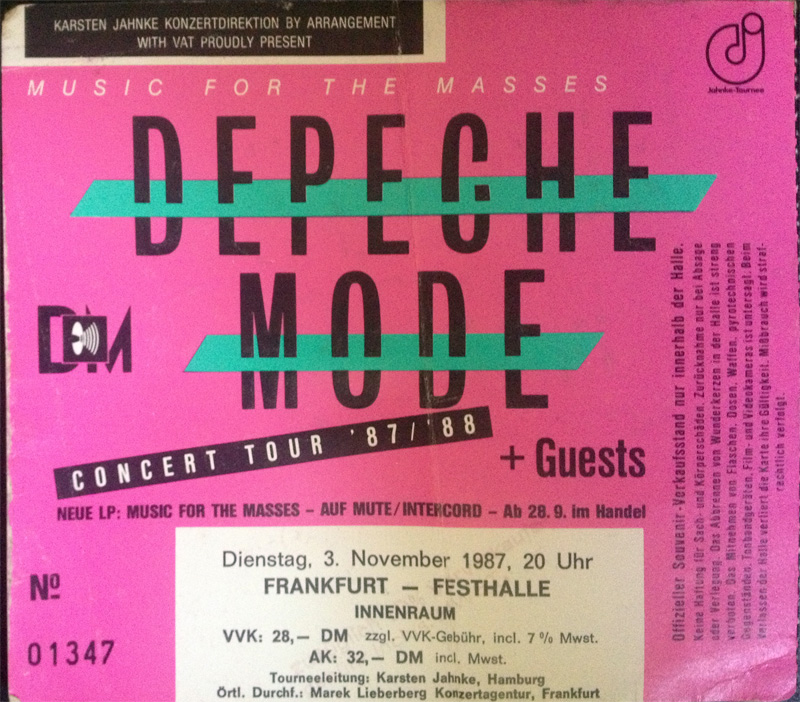 KARSTEN JAHNKE KONZERTDIREKTION BY ARRANGEMENT
WITH VAT PROUDLY PRESENT
Jahnke-Tournee
MUSIC FOR THE MASSES
DEPECHE
MODE
DM
CONCERT TOUR '87/'88
+ Guests
NEUE LP: MUSIC FOR THE MASSES – AUF MUTE/INTERCORD – Ab 28.9. im Handel
Nº
01347
Dienstag, 3. November 1987, 20 Uhr
FRANKFURT – FESTHALLE
INNENRAUM
VVK: 28,– DM zzgl. VVK-Gebühr, incl. 7% Mwst.
AK: 32,– DM incl. Mwst.
Tourneeleitung: Karsten Jahnke, Hamburg
Örtl. Durchf.: Marek Lieberberg Konzertagentur, Frankfurt
Offizieller Souvenir-Verkaufsstand nur innerhalb der Halle.
Keine Haftung für Sach- und Körperschäden. Zurücknahme nur bei Absage
oder Verlegung. Das Abbrennen von Wunderkerzen in der Halle ist streng
verboten. Das Mitnehmen von Flaschen, Dosen, Waffen, pyrotechnischen
Gegenständen, Tonbandgeräten, Film- und Videokameras ist untersagt. Beim
Verlassen der Halle verliert die Karte ihre Gültigkeit. Mißbrauch wird straf-
rechtlich verfolgt.